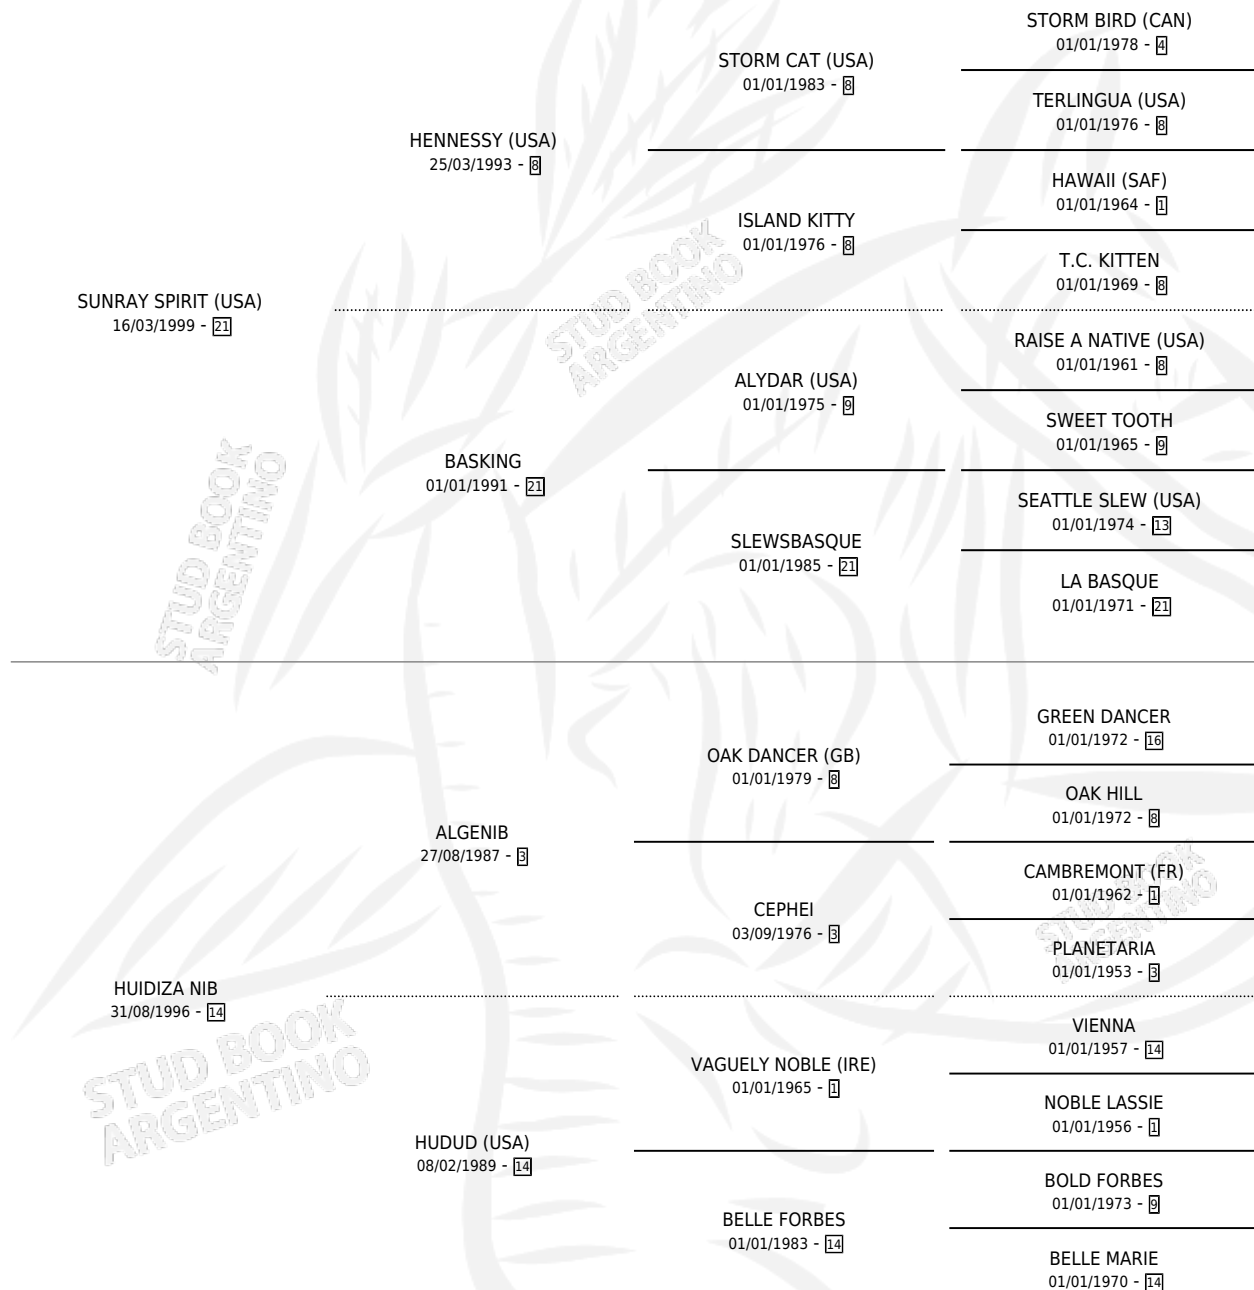 STORM BIRD (CAN)
01/01/1978 - 4
STORM CAT (USA)
01/01/1983 - 8
TERLINGUA (USA)
01/01/1976 - 8
HENNESSY (USA)
25/03/1993 - 8
HAWAII (SAF)
01/01/1964 - 1
ISLAND KITTY
01/01/1976 - 8
T.C. KITTEN
01/01/1969 - 8
SUNRAY SPIRIT (USA)
16/03/1999 - 21
RAISE A NATIVE (USA)
01/01/1961 - 8
ALYDAR (USA)
01/01/1975 - 9
SWEET TOOTH
01/01/1965 - 9
BASKING
01/01/1991 - 21
SEATTLE SLEW (USA)
01/01/1974 - 13
SLEWSBASQUE
01/01/1985 - 21
LA BASQUE
01/01/1971 - 21
GREEN DANCER
01/01/1972 - 16
OAK DANCER (GB)
01/01/1979 - 8
OAK HILL
01/01/1972 - 8
ALGENIB
27/08/1987 - 3
CAMBREMONT (FR)
01/01/1962 - 1
CEPHEI
03/09/1976 - 3
PLANETARIA
01/01/1953 - 3
HUIDIZA NIB
31/08/1996 - 14
VIENNA
01/01/1957 - 14
VAGUELY NOBLE (IRE)
01/01/1965 - 1
NOBLE LASSIE
01/01/1956 - 1
HUDUD (USA)
08/02/1989 - 14
BOLD FORBES
01/01/1973 - 9
BELLE FORBES
01/01/1983 - 14
BELLE MARIE
01/01/1970 - 14
STUD BOOK
ARGENTINO
STUD BOOK
ARGENTINO
STUD BOOK
ARGENTINO
STUD BOOK
ARGENTINO